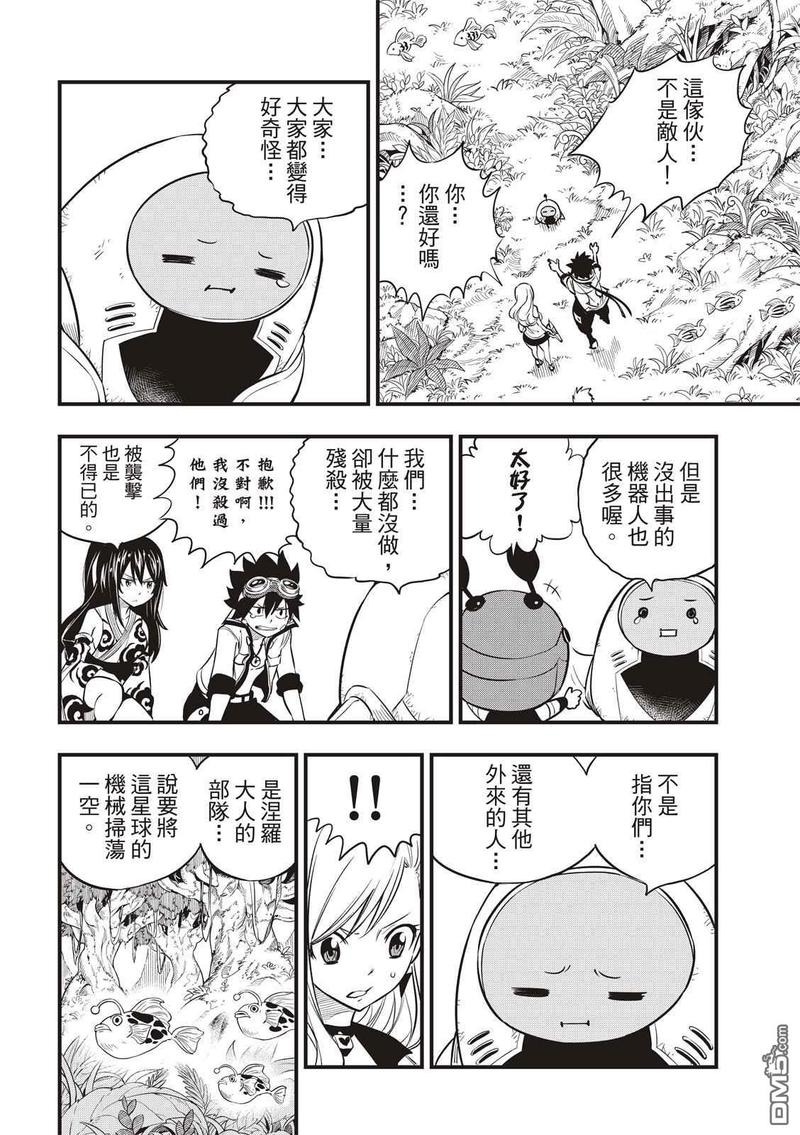 這傢伙…
不是敵人！
你…
你還好嗎
…？
大家…
大家都變得
好奇怪…
但是
沒出事的
機器人也
很多喔。
太好了！
我們…
什麼都沒做，
卻被大量
殘殺…
抱歉!!!
不對啊，
我沒殺過
他們！
被襲擊
也是
不得已的。
不是
指你們…
還有其他
外來的人…
!!
是涅羅
大人的
部隊…
說要將
這星球的
機械掃蕩
一空。
DM5.com